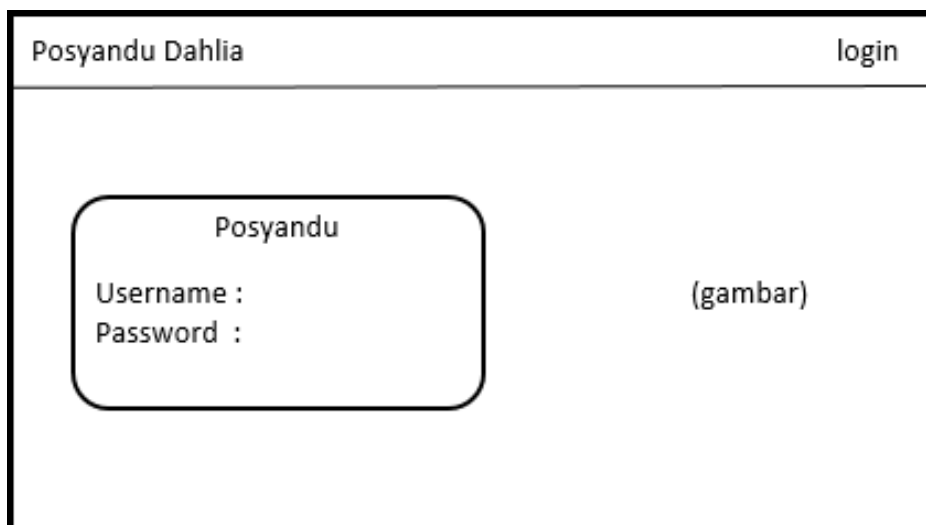 Posyandu Dahlia login
Posyandu
Username :
(gambar)
Password :